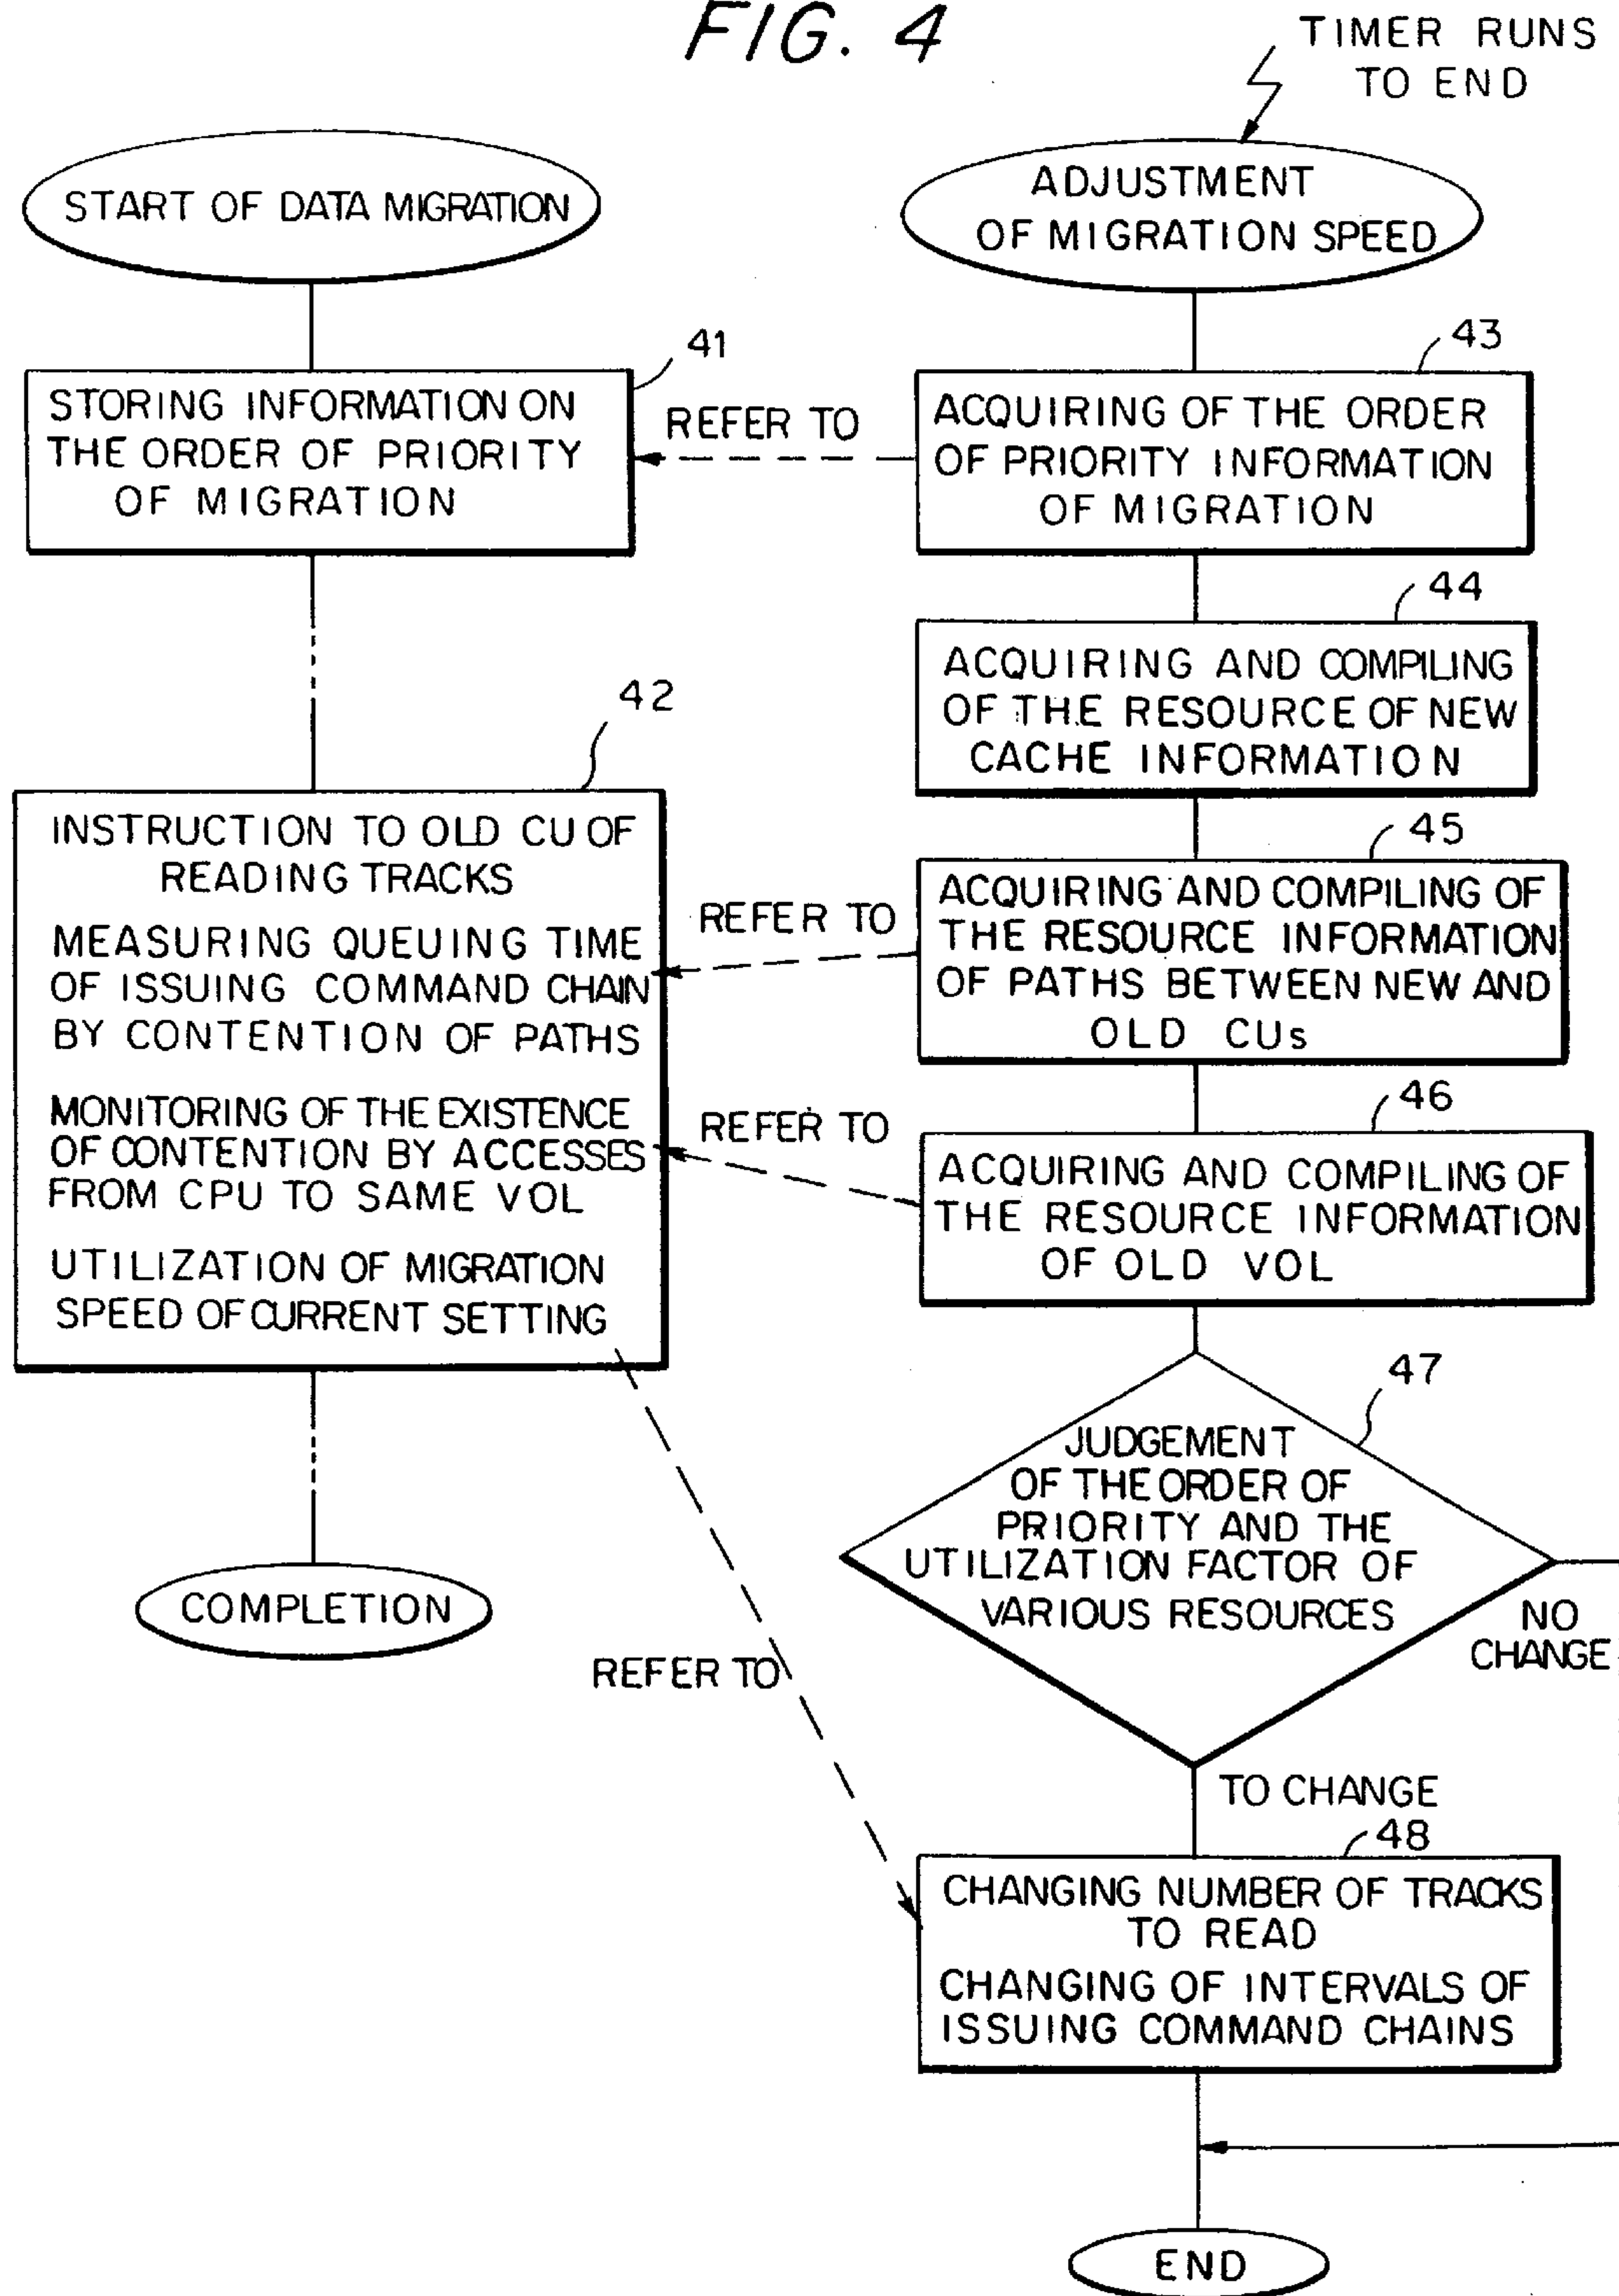 FIG. 4
TIMER RUNS
TO END
START OF DATA MIGRATION
ADJUSTMENT
OF MIGRATION SPEED
41
STORING INFORMATION ON
THE ORDER OF PRIORITY
OF MIGRATION
REFER TO
43
ACQUIRING OF THE ORDER
OF PRIORITY INFORMATION
OF MIGRATION
44
ACQUIRING AND COMPILING
OF THE RESOURCE OF NEW
CACHE INFORMATION
42
INSTRUCTION TO OLD CU OF
READING TRACKS
MEASURING QUEUING TIME
OF ISSUING COMMAND CHAIN
BY CONTENTION OF PATHS
MONITORING OF THE EXISTENCE
OF CONTENTION BY ACCESSES
FROM CPU TO SAME VOL
UTILIZATION OF MIGRATION
SPEED OF CURRENT SETTING
REFER TO
45
ACQUIRING AND COMPILING OF
THE RESOURCE INFORMATION
OF PATHS BETWEEN NEW AND
OLD CUs
REFER TO
46
ACQUIRING AND COMPILING OF
THE RESOURCE INFORMATION
OF OLD VOL
47
JUDGEMENT
OF THE ORDER OF
PRIORITY AND THE
UTILIZATION FACTOR OF
VARIOUS RESOURCES
NO
CHANGE
COMPLETION
REFER TO
TO CHANGE
48
CHANGING NUMBER OF TRACKS
TO READ
CHANGING OF INTERVALS OF
ISSUING COMMAND CHAINS
END